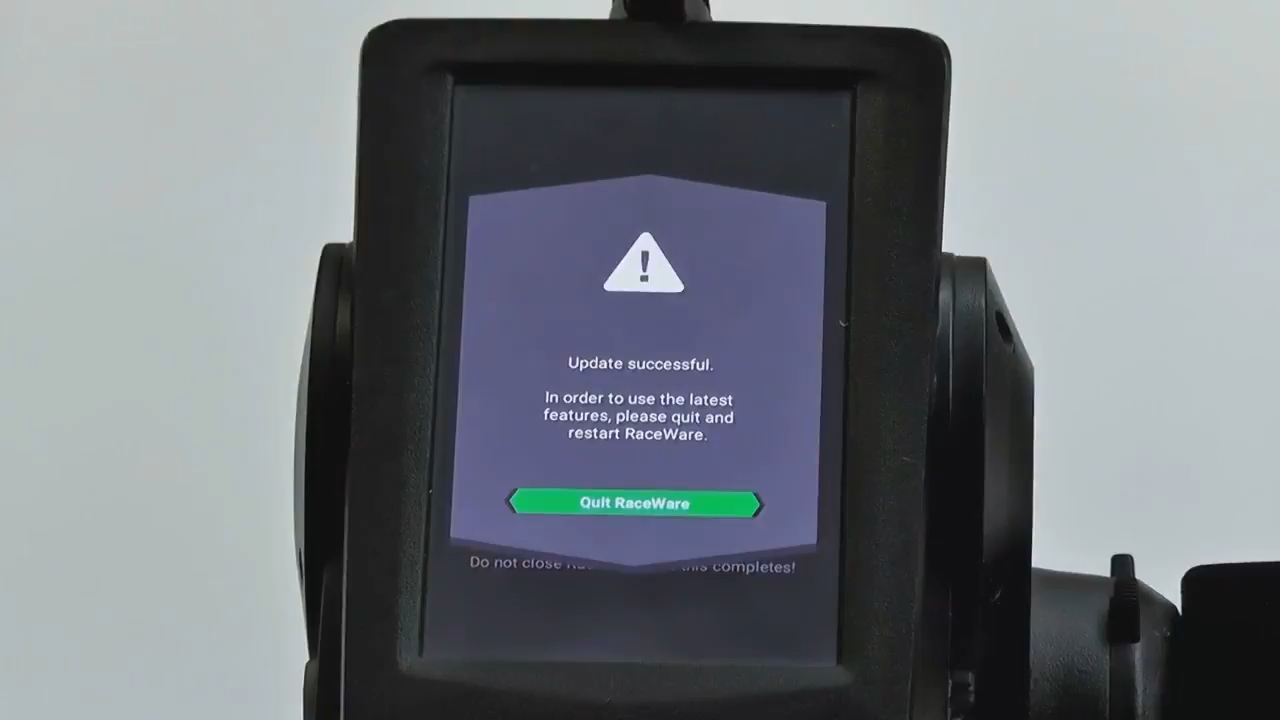 Update successful.
In order to use the latest
features, please quit and
restart RaceWare.
Quit RaceWare
Do not close this completes!